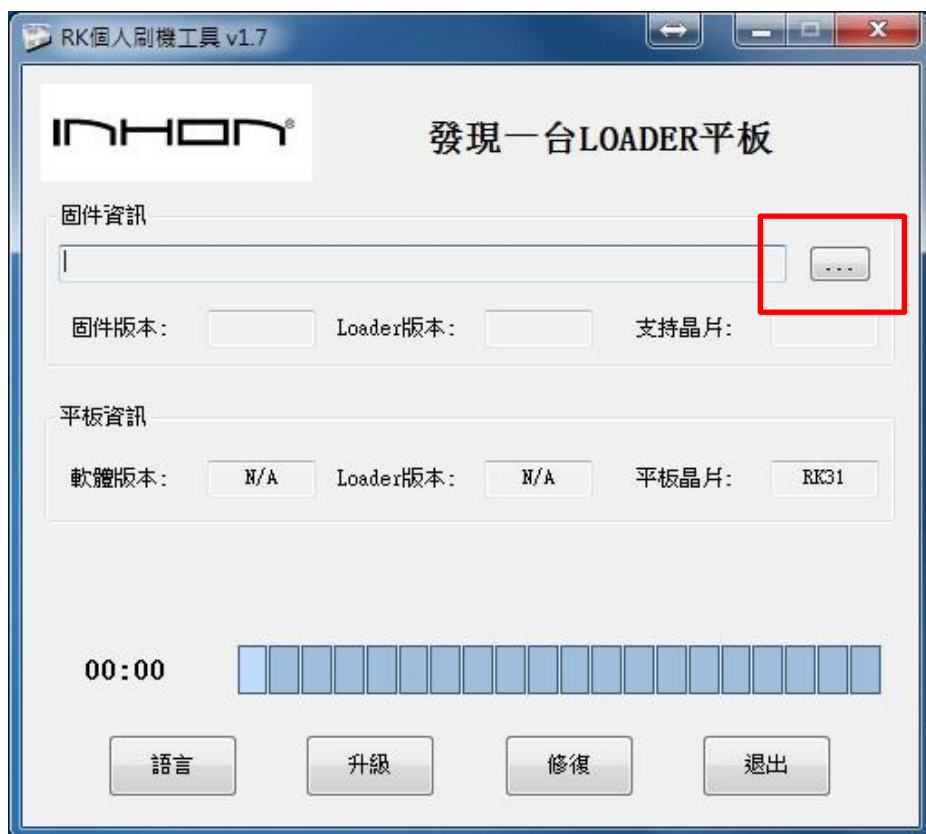 RK個人刷機工具 v1.7
INHON®
發現一台LOADER平板
固件資訊
...
固件版本: Loader版本: 支持晶片:
平板資訊
軟體版本: N/A Loader版本: N/A 平板晶片: RK31
00:00
語言 升級 修復 退出